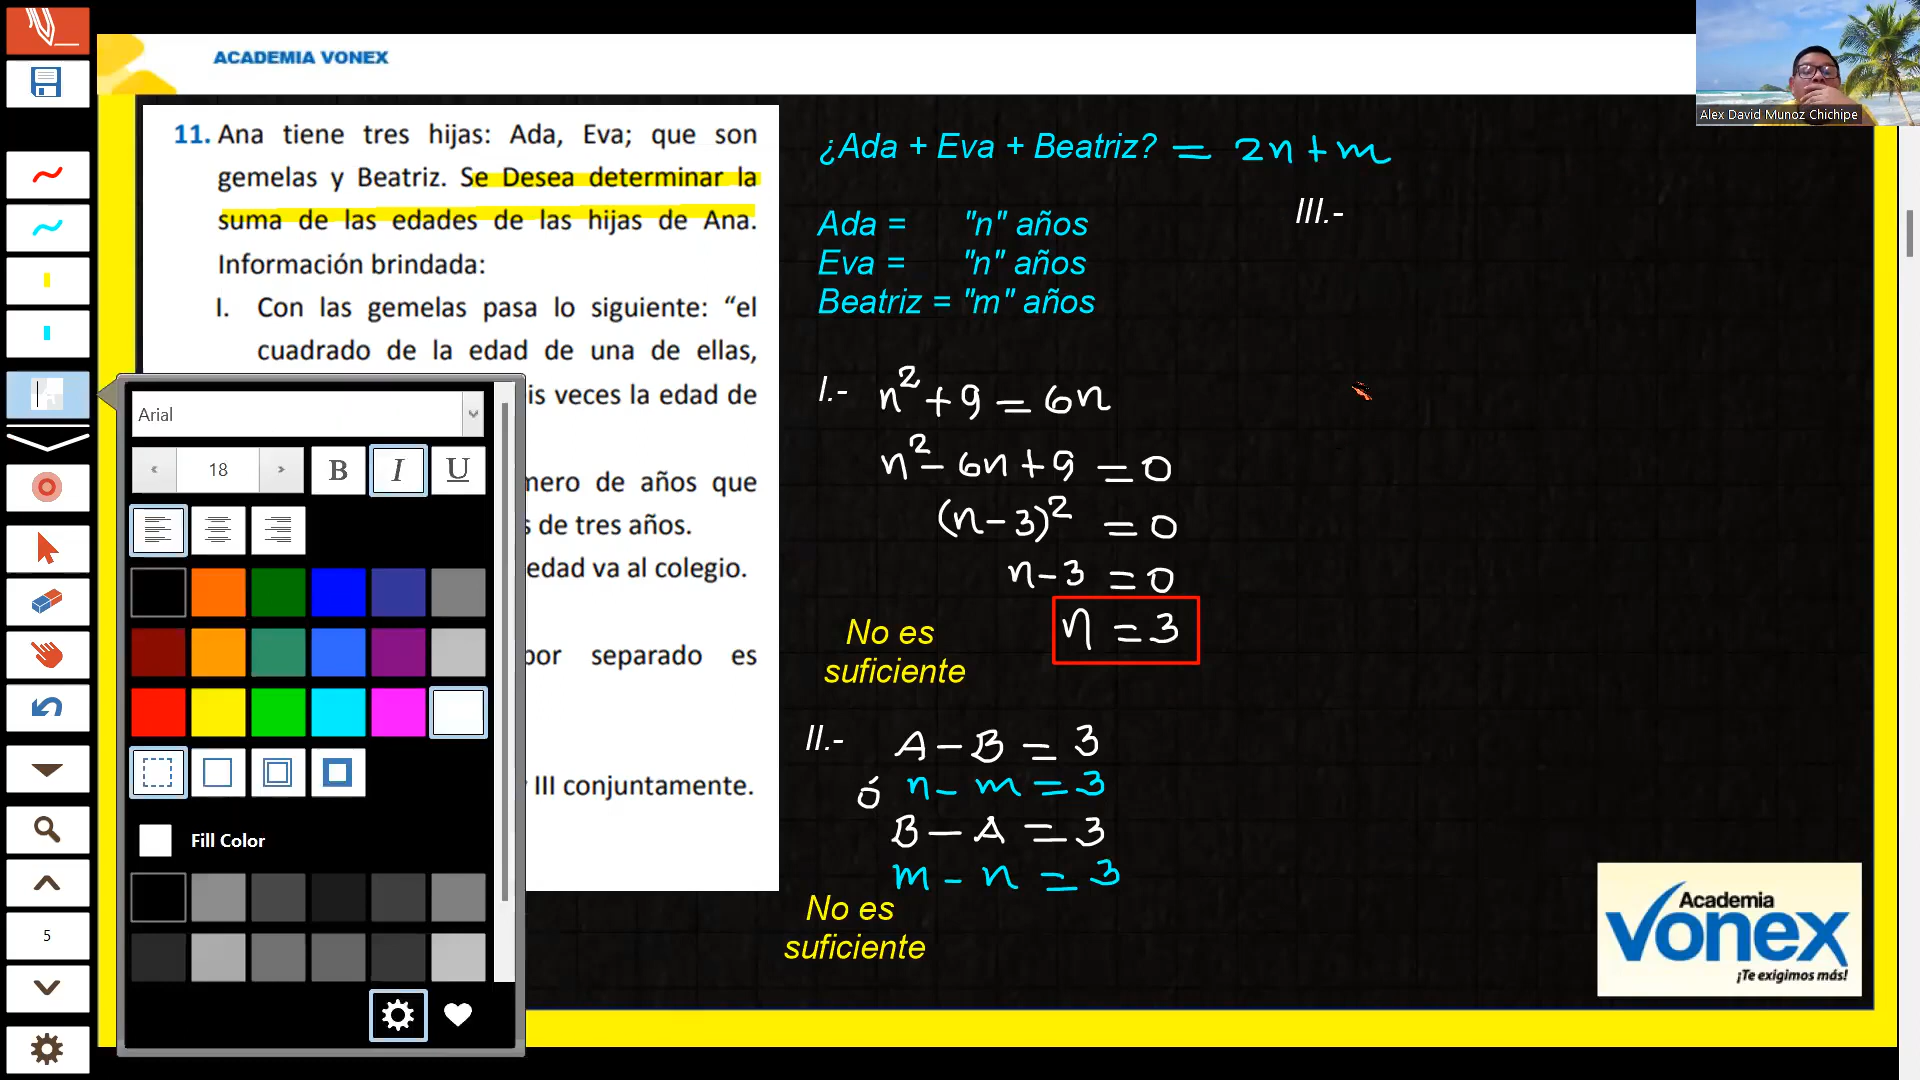 ACADEMIA VONEX
Alex David Munoz Chichipe
11. Ana tiene tres hijas: Ada, Eva; que son
gemelas y Beatriz. Se Desea determinar la
suma de las edades de las hijas de Ana.
Información brindada:
I. Con las gemelas pasa lo siguiente: “el
cuadrado de la edad de una de ellas,
veces la edad de
de años que
de tres años.
edad va al colegio.
por separado es
III conjuntamente.
Arial
18
B I U
Fill Color
5
¿Ada + Eva + Beatriz? = 2n + m
Ada = "n" años
Eva = "n" años
Beatriz = "m" años
I.- n² + 9 = 6n
n² - 6n + 9 = 0
(n - 3)² = 0
n - 3 = 0
n = 3
No es
suficiente
II.- A - B = 3
ó n - m = 3
B - A = 3
m - n = 3
No es
suficiente
III.-
Academia
vonex
¡Te exigimos más!